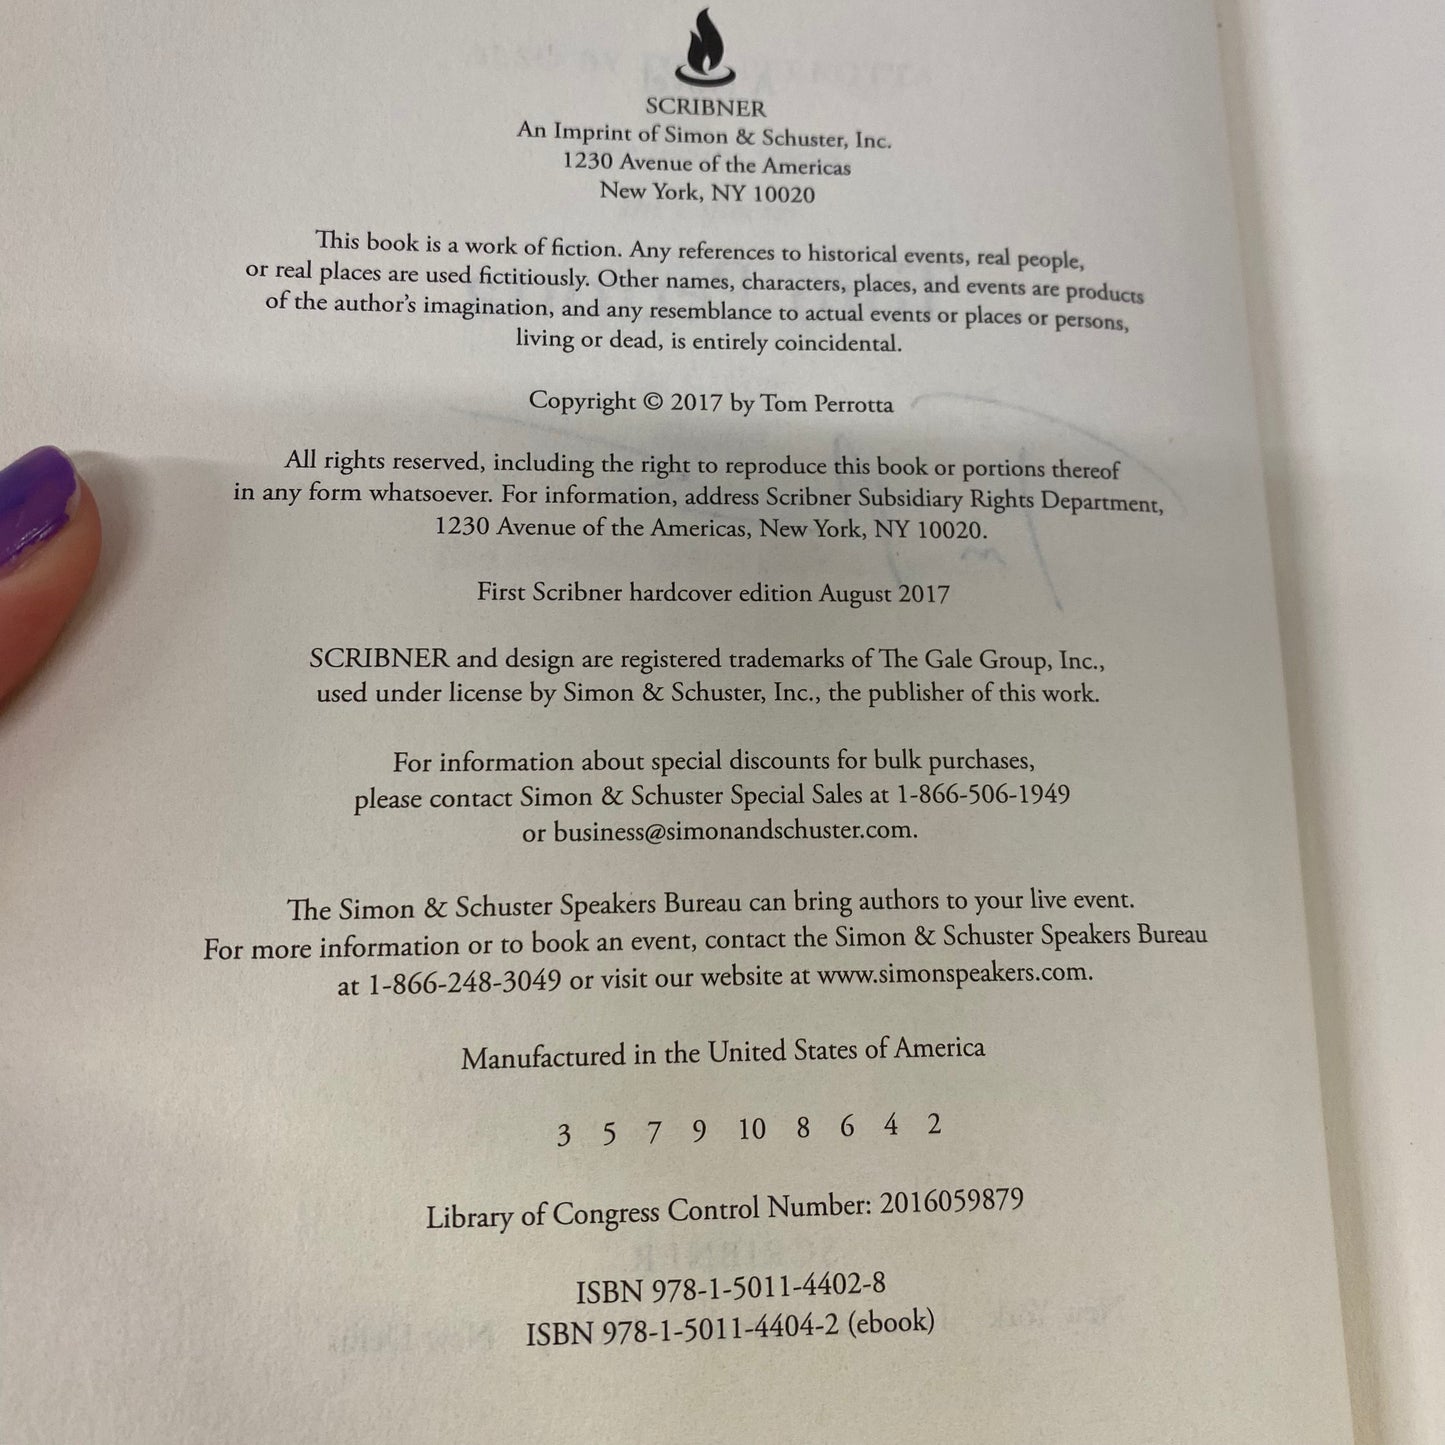 SCRIBNER
An Imprint of Simon & Schuster, Inc.
1230 Avenue of the Americas
New York, NY 10020
This book is a work of fiction. Any references to historical events, real people,
or real places are used fictitiously. Other names, characters, places, and events are products
of the author's imagination, and any resemblance to actual events or places or persons,
living or dead, is entirely coincidental.
Copyright © 2017 by Tom Perrotta
All rights reserved, including the right to reproduce this book or portions thereof
in any form whatsoever. For information, address Scribner Subsidiary Rights Department,
1230 Avenue of the Americas, New York, NY 10020.
First Scribner hardcover edition August 2017
SCRIBNER and design are registered trademarks of The Gale Group, Inc.,
used under license by Simon & Schuster, Inc., the publisher of this work.
For information about special discounts for bulk purchases,
please contact Simon & Schuster Special Sales at 1-866-506-1949
or business@simonandschuster.com.
The Simon & Schuster Speakers Bureau can bring authors to your live event.
For more information or to book an event, contact the Simon & Schuster Speakers Bureau
at 1-866-248-3049 or visit our website at www.simonspeakers.com.
Manufactured in the United States of America
3 5 7 9 10 8 6 4 2
Library of Congress Control Number: 2016059879
ISBN 978-1-5011-4402-8
ISBN 978-1-5011-4404-2 (ebook)